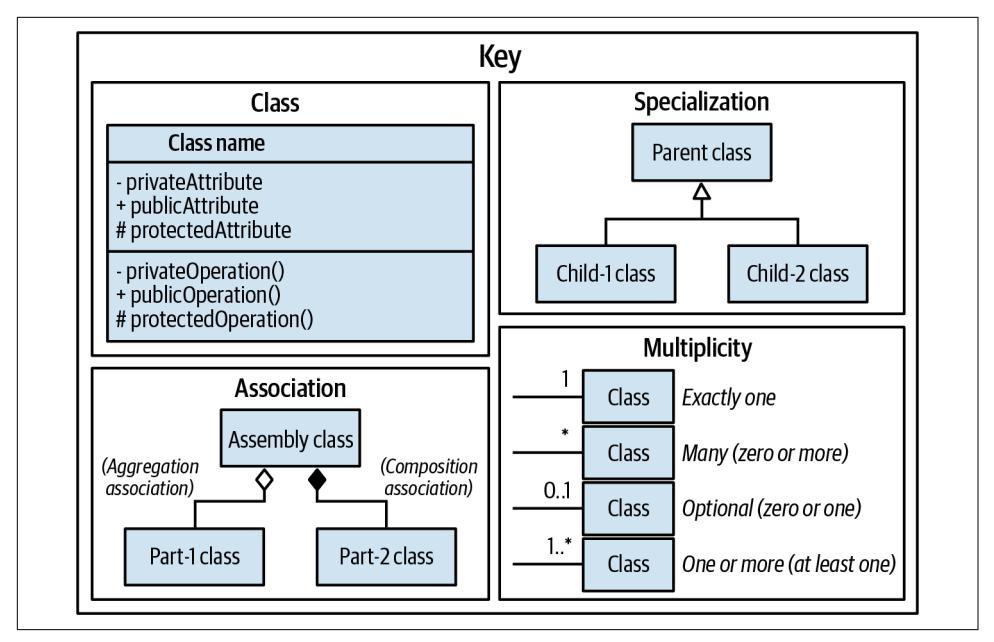 Key
Class
Class name
- privateAttribute
+ publicAttribute
# protectedAttribute
- privateOperation()
+ publicOperation()
# protectedOperation()
Specialization
Parent class
Child-1 class
Child-2 class
Association
Assembly class
(Aggregation
association)
(Composition
association)
Part-1 class
Part-2 class
Multiplicity
1 Class Exactly one
* Class Many (zero or more)
0..1 Class Optional (zero or one)
1..* Class One or more (at least one)